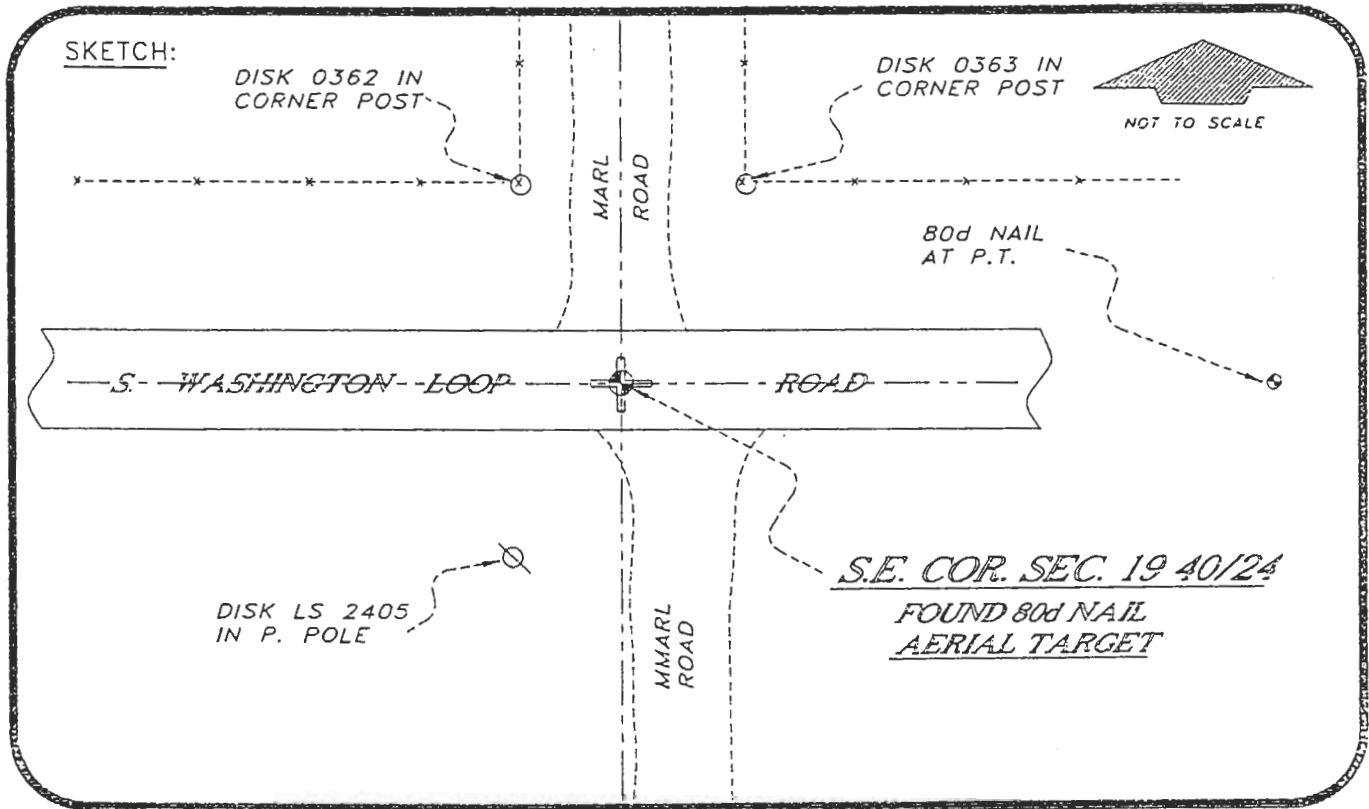 SKETCH:
DISK 0362 IN
CORNER POST
DISK 0363 IN
CORNER POST
NOT TO SCALE
MARL
ROAD
80d NAIL
AT P.T.
S. WASHINGTON LOOP ROAD
S.E. COR. SEC. 19 40/24
FOUND 80d NAIL
AERIAL TARGET
DISK LS 2405
IN P. POLE
MMARL
ROAD